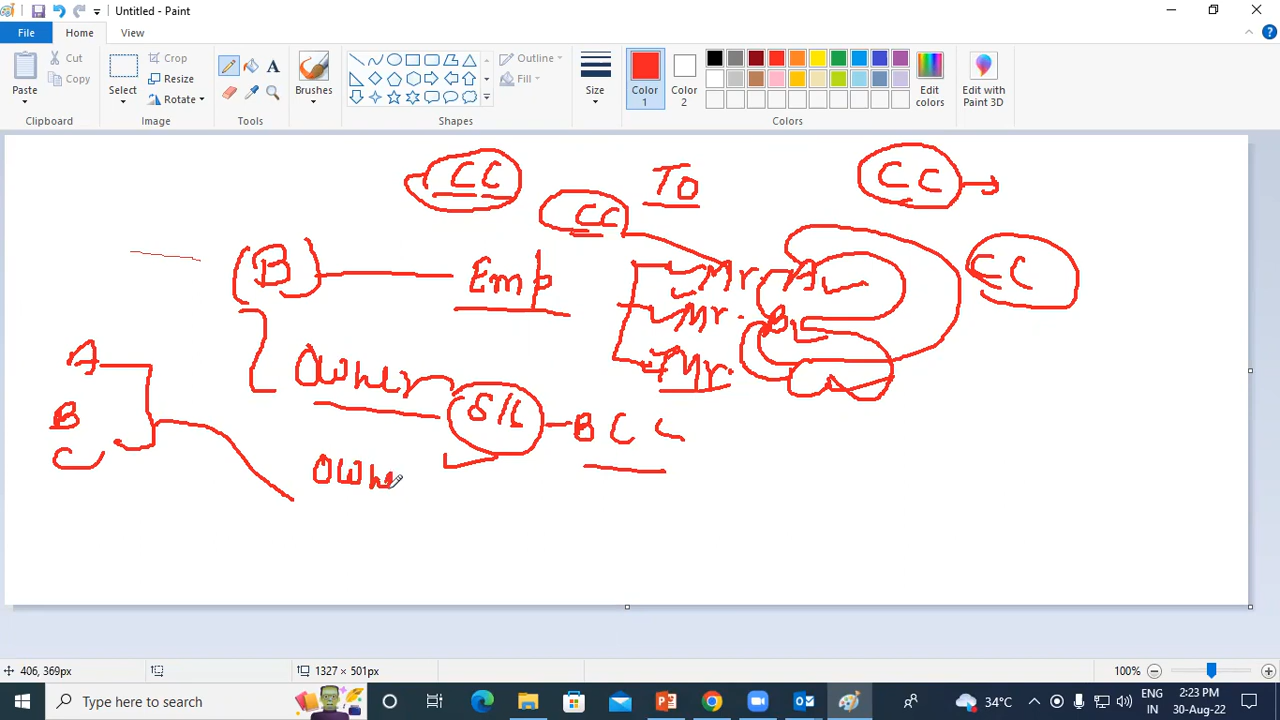 Untitled - Paint
File Home View
Paste
Cut
Copy
Clipboard
Select
Crop
Resize
Rotate
Image
A
Tools
Brushes
Shapes
Outline
Fill
Size
Color 1
Color 2
Edit colors
Edit with Paint 3D
Colors
CC TO CC
CC
B Emp Mr. A CC
Mr. B
A Owner Mr.
B S/L BCC
C Owne
406, 369px 1327 × 501px 100%
Type here to search 34°C ENG IN 2:23 PM 30-Aug-22